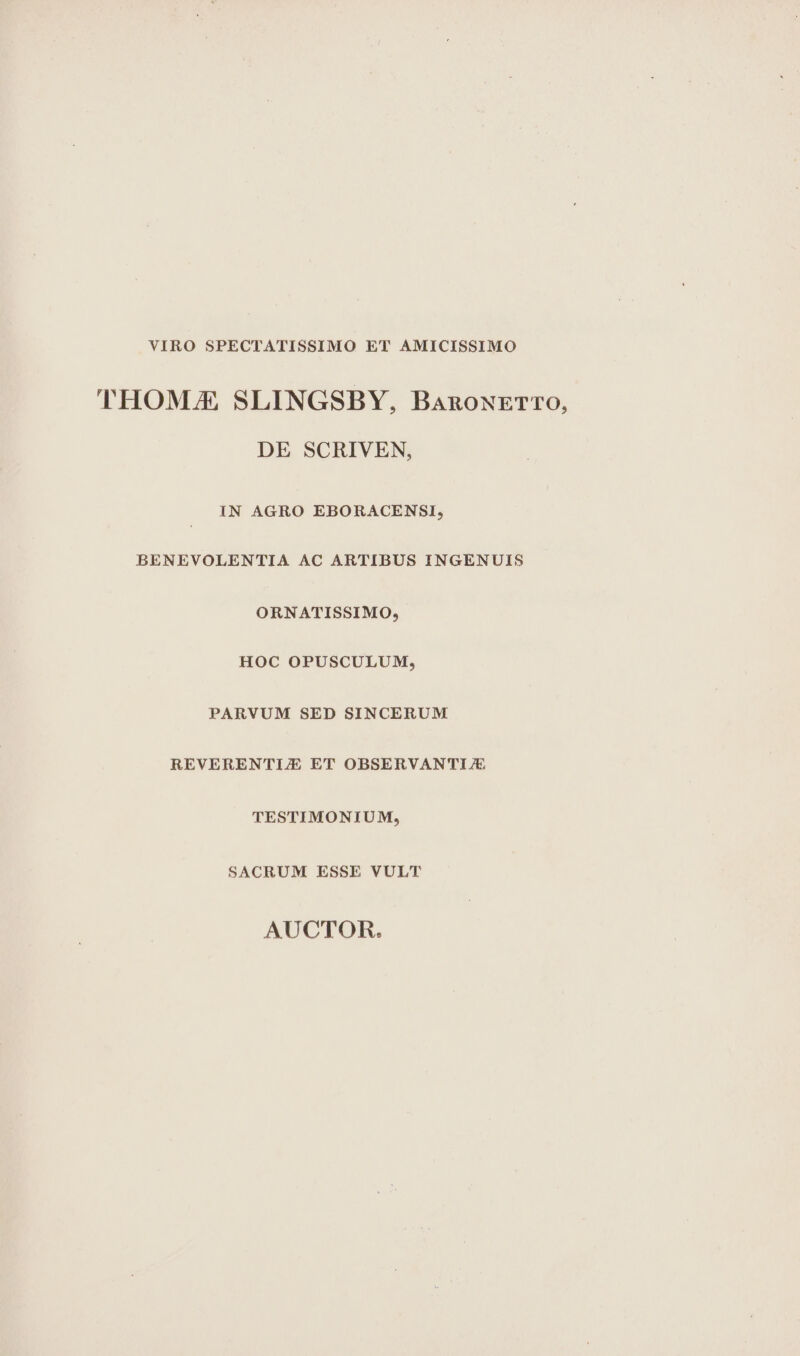 VIRO SPECTATISSIMO ET AMICISSIMO
THOMÆ SLINGSBY, BARONETTO,
DE SCRIVEN,
IN AGRO EBORACENSI,
BENEVOLENTIA AC ARTIBUS INGENUIS
ORNATISSIMO,
HOC OPUSCULUM,
PARVUM SED SINCERUM
REVERENTIÆ ET OBSERVANTIÆ
TESTIMONIUM,
SACRUM ESSE VULT
AUCTOR.